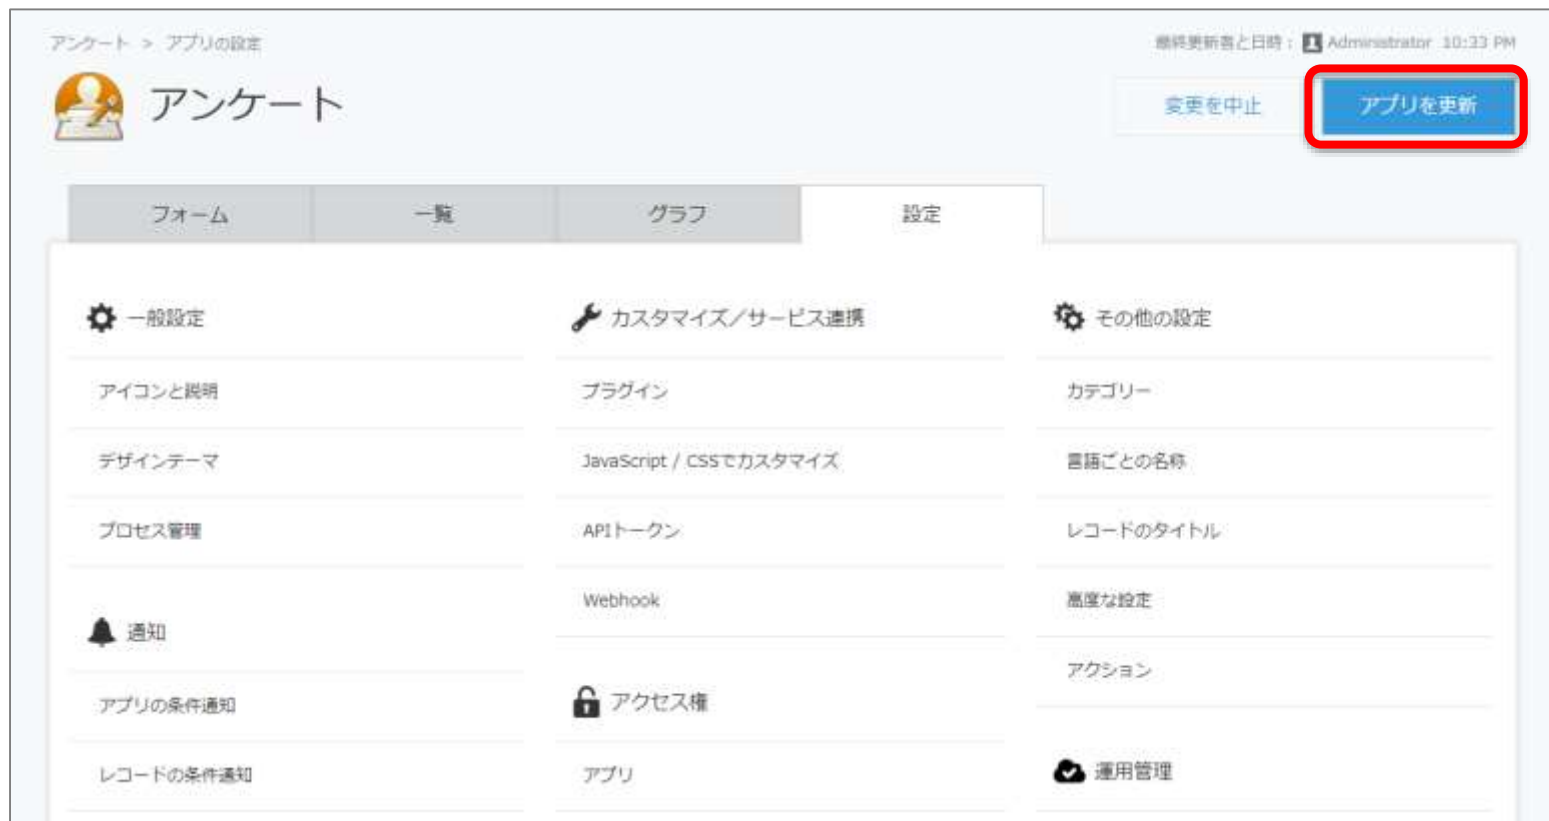 アンケート > アプリの設定
最終更新者と日時： Administrator 10:33 PM
アンケート
変更を中止
アプリを更新
フォーム
一覧
グラフ
設定
一般設定
アイコンと説明
デザインテーマ
プロセス管理
通知
アプリの条件通知
レコードの条件通知
カスタマイズ／サービス連携
プラグイン
JavaScript / CSSでカスタマイズ
APIトークン
Webhook
アクセス権
アプリ
その他の設定
カテゴリー
言語ごとの名称
レコードのタイトル
高度な設定
アクション
運用管理